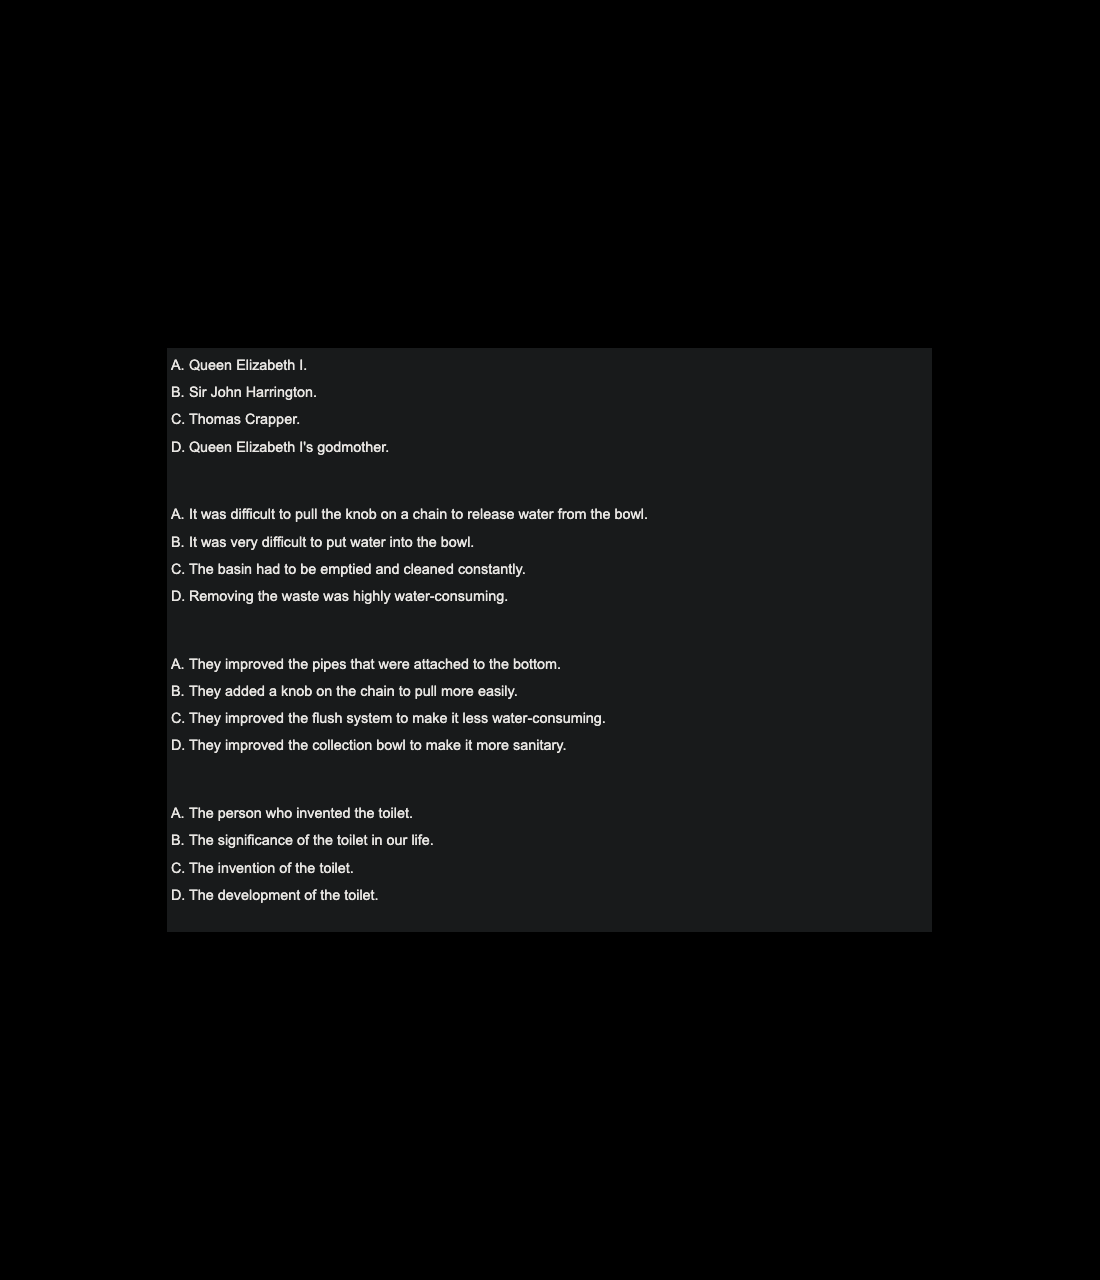 A. Queen Elizabeth I.
B. Sir John Harrington.
C. Thomas Crapper.
D. Queen Elizabeth I's godmother.
A. It was difficult to pull the knob on a chain to release water from the bowl.
B. It was very difficult to put water into the bowl.
C. The basin had to be emptied and cleaned constantly.
D. Removing the waste was highly water-consuming.
A. They improved the pipes that were attached to the bottom.
B. They added a knob on the chain to pull more easily.
C. They improved the flush system to make it less water-consuming.
D. They improved the collection bowl to make it more sanitary.
A. The person who invented the toilet.
B. The significance of the toilet in our life.
C. The invention of the toilet.
D. The development of the toilet.